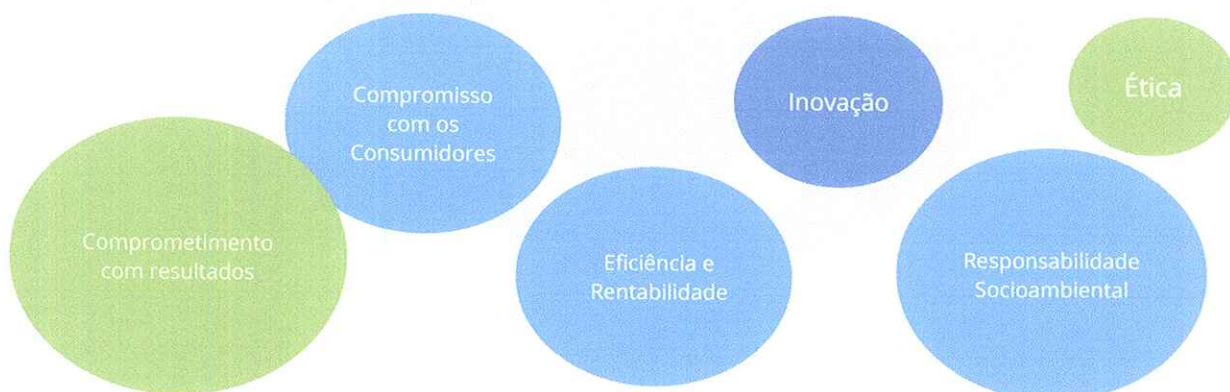 Comprometimento
com resultados
Compromisso
com os
Consumidores
Eficiência e
Rentabilidade
Inovação
Responsabilidade
Socioambiental
Ética